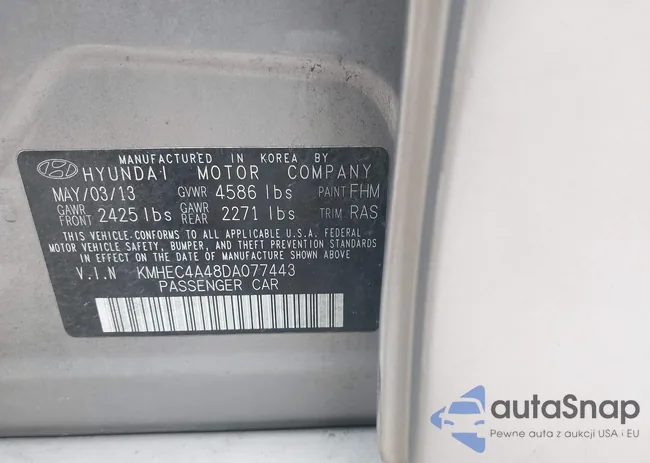 MANUFACTURED IN KOREA BY
HYUNDAI MOTOR COMPANY
MAY/03/13 GVWR 4586 lbs PAINT FHM
GAWR FRONT 2425 lbs GAWR REAR 2271 lbs TRIM RAS
THIS VEHICLE CONFORMS TO ALL APPLICABLE U.S.A. FEDERAL
MOTOR VEHICLE SAFETY, BUMPER, AND THEFT PREVENTION STANDARDS
IN EFFECT ON THE DATE OF MANUFACTURE SHOWN ABOVE.
V.I.N KMHEC4A48DA077443
PASSENGER CAR
autaSnap
Pewne auta z aukcji USA i EU